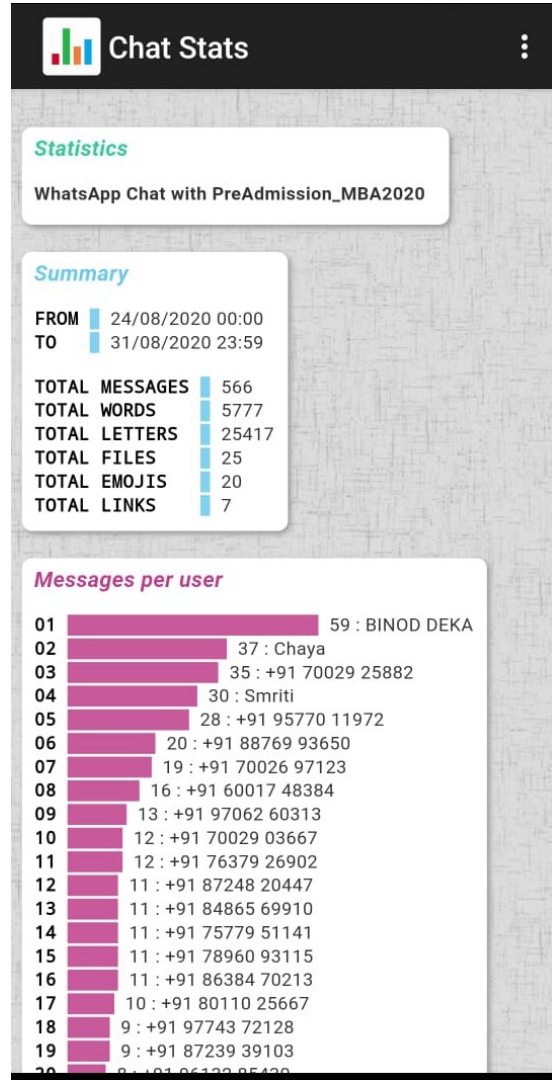 Chat Stats
Statistics
WhatsApp Chat with PreAdmission_MBA2020
Summary
FROM 24/08/2020 00:00
TO 31/08/2020 23:59
TOTAL MESSAGES 566
TOTAL WORDS 5777
TOTAL LETTERS 25417
TOTAL FILES 25
TOTAL EMOJIS 20
TOTAL LINKS 7
Messages per user
01 59 : BINOD DEKA
02 37 : Chaya
03 35 : +91 70029 25882
04 30 : Smriti
05 28 : +91 95770 11972
06 20 : +91 88769 93650
07 19 : +91 70026 97123
08 16 : +91 60017 48384
09 13 : +91 97062 60313
10 12 : +91 70029 03667
11 12 : +91 76379 26902
12 11 : +91 87248 20447
13 11 : +91 84865 69910
14 11 : +91 75779 51141
15 11 : +91 78960 93115
16 11 : +91 86384 70213
17 10 : +91 80110 25667
18 9 : +91 97743 72128
19 9 : +91 87239 39103